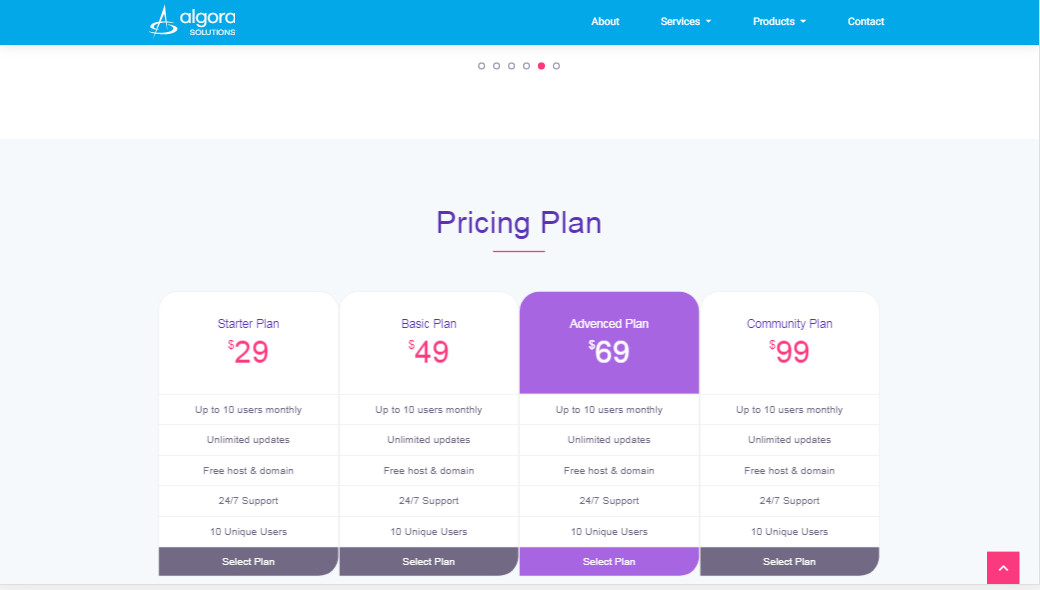 algora
SOLUTIONS
About Services Products Contact
Pricing Plan
Starter Plan Basic Plan Advenced Plan Community Plan
$29 $49 $69 $99
Up to 10 users monthly Up to 10 users monthly Up to 10 users monthly Up to 10 users monthly
Unlimited updates Unlimited updates Unlimited updates Unlimited updates
Free host & domain Free host & domain Free host & domain Free host & domain
24/7 Support 24/7 Support 24/7 Support 24/7 Support
10 Unique Users 10 Unique Users 10 Unique Users 10 Unique Users
Select Plan Select Plan Select Plan Select Plan